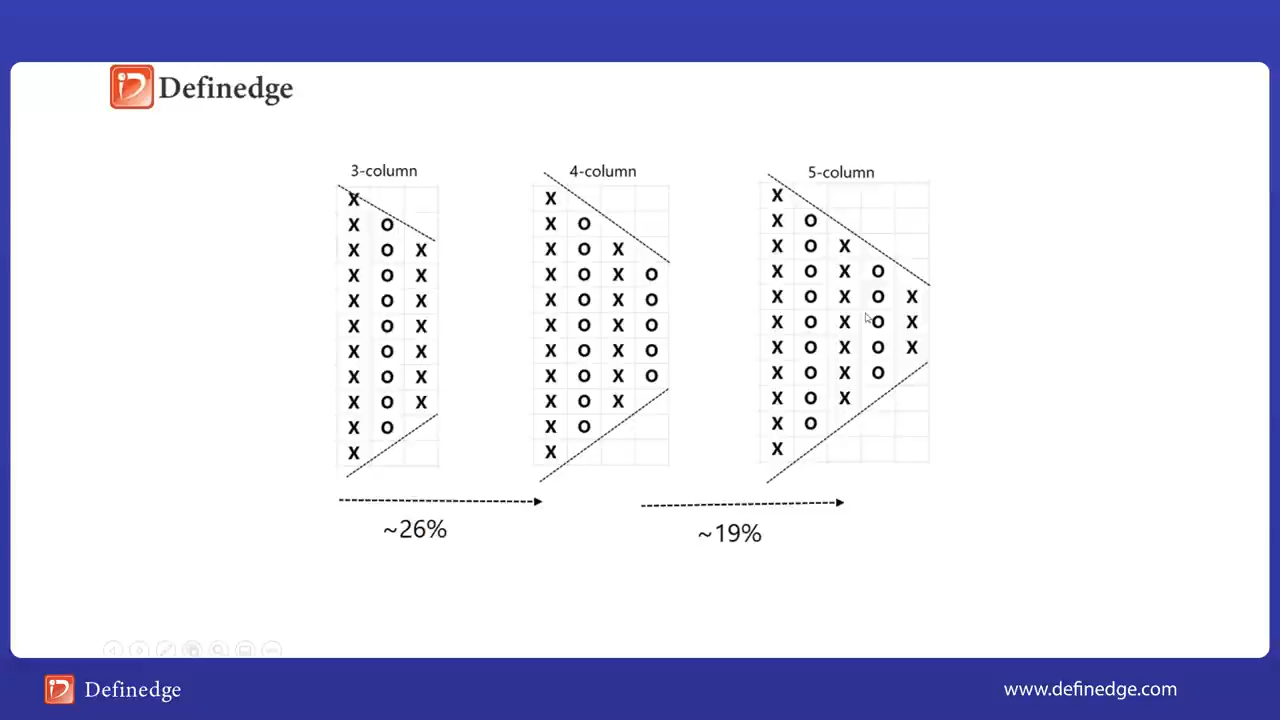 Definedge
3-column 4-column 5-column
X X X
X O X O X O
X O X X O X X O X
X O X X O X O X O X O
X O X X O X O X O X O X
X O X X O X O X O X O X
X O X X O X O X O X O X
X O X X O X O X O X O
X O X X O X X O X
X O X O X O
X X X
~26% ~19%
Definedge www.definedge.com